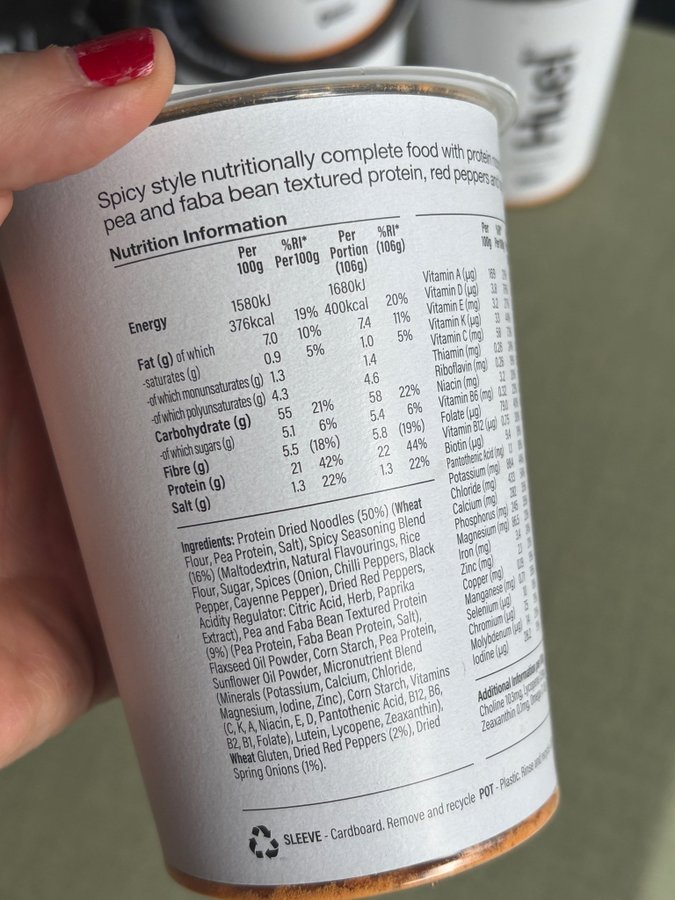 Huel
Spicy style nutritionally complete food with protein
pea and faba bean textured protein, red peppers and
Nutrition Information
Per 100g %RI* Per100g Per Portion (106g) %RI* (106g)
Energy 1580kJ 1680kJ
376kcal 19% 400kcal 20%
Fat (g) of which 7.0 10% 7.4 11%
-saturates (g) 0.9 5% 1.0 5%
-of which monounsaturates (g) 1.3 1.4
-of which polyunsaturates (g) 4.3 4.6
Carbohydrate (g) 55 21% 58 22%
-of which sugars (g) 5.1 6% 5.4 6%
Fibre (g) 5.5 (18%) 5.8 (19%)
Protein (g) 21 42% 22 44%
Salt (g) 1.3 22% 1.3 22%
Ingredients: Protein Dried Noodles (50%) (Wheat
Flour, Pea Protein, Salt), Spicy Seasoning Blend
(16%) (Maltodextrin, Natural Flavourings, Rice
Flour, Sugar, Spices (Onion, Chilli Peppers, Black
Pepper, Cayenne Pepper), Dried Red Peppers,
Acidity Regulator: Citric Acid, Herb, Paprika
Extract), Pea and Faba Bean Textured Protein
(9%) (Pea Protein, Faba Bean Protein, Salt),
Flaxseed Oil Powder, Corn Starch, Pea Protein,
Sunflower Oil Powder, Micronutrient Blend
(Minerals (Potassium, Calcium, Chloride,
Magnesium, Iodine, Zinc), Corn Starch, Vitamins
(C, K, A, Niacin, E, D, Pantothenic Acid, B12, B6,
B2, B1, Folate), Lutein, Lycopene, Zeaxanthin),
Wheat Gluten, Dried Red Peppers (2%), Dried
Spring Onions (1%).
Per 100g
Vitamin A (µg)
Vitamin D (µg)
Vitamin E (mg)
Vitamin K (µg)
Vitamin C (mg)
Thiamin (mg)
Riboflavin (mg)
Niacin (mg)
Vitamin B6 (mg)
Folate (µg)
Vitamin B12 (µg)
Biotin (µg)
Pantothenic Acid (mg)
Potassium (mg)
Chloride (mg)
Calcium (mg)
Phosphorus (mg)
Magnesium (mg)
Iron (mg)
Zinc (mg)
Copper (mg)
Manganese (mg)
Selenium (µg)
Chromium (µg)
Molybdenum (µg)
Iodine (µg)
Additional Information
Choline 103mg, Lycopene
Zeaxanthin 0.1mg, Omega
SLEEVE - Cardboard. Remove and recycle POT - Plastic. Rinse and